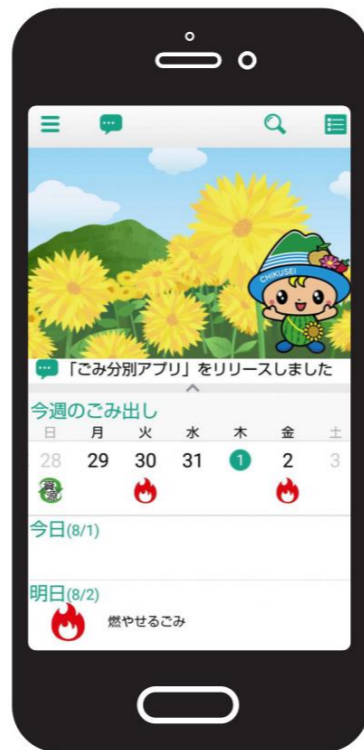 CHIKUSEI
「ごみ分別アプリ」をリリースしました
今週のごみ出し
日 月 火 水 木 金 土
28 29 30 31 1 2 3
資源
今日(8/1)
明日(8/2)
燃やせるごみ